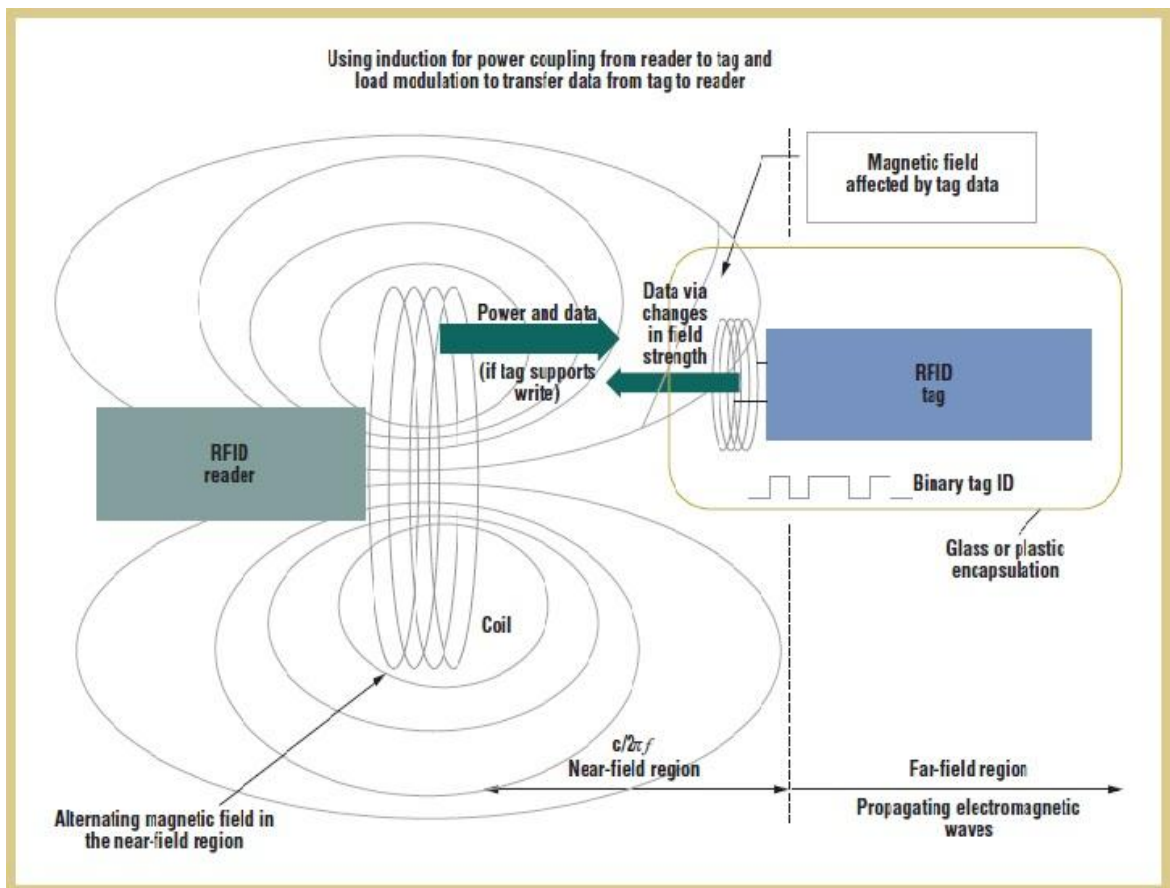 Using induction for power coupling from reader to tag and
load modulation to transfer data from tag to reader
Magnetic field
affected by tag data
Power and data
(if tag supports
write)
Data via
changes
in field
strength
RFID
tag
RFID
reader
Binary tag ID
Glass or plastic
encapsulation
Coil
c/2πf
Near-field region
Far-field region
Propagating electromagnetic
waves
Alternating magnetic field in
the near-field region